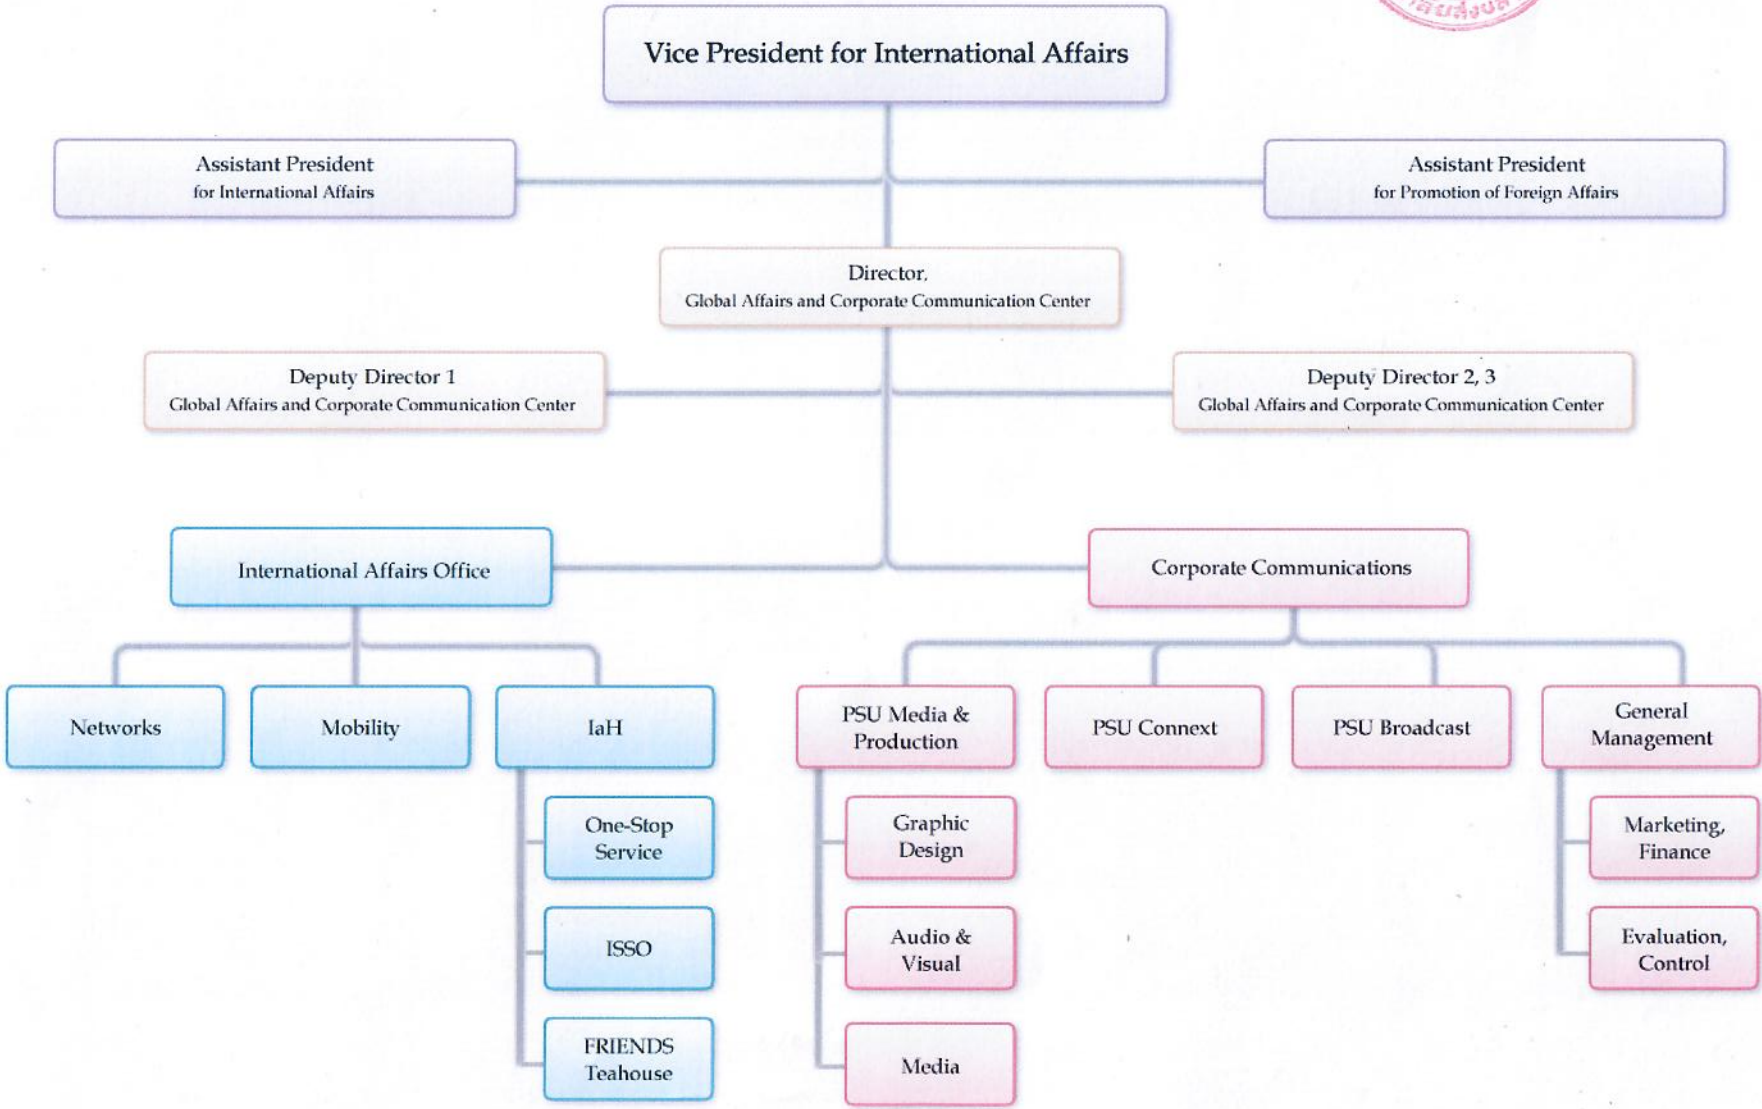 Vice President for International Affairs
Assistant President
for International Affairs
Assistant President
for Promotion of Foreign Affairs
Director,
Global Affairs and Corporate Communication Center
Deputy Director 1
Global Affairs and Corporate Communication Center
Deputy Director 2, 3
Global Affairs and Corporate Communication Center
International Affairs Office
Corporate Communications
Networks
Mobility
IaH
PSU Media &
Production
PSU Connext
PSU Broadcast
General
Management
One-Stop
Service
Graphic
Design
Marketing,
Finance
ISSO
Audio &
Visual
Evaluation,
Control
FRIENDS
Teahouse
Media